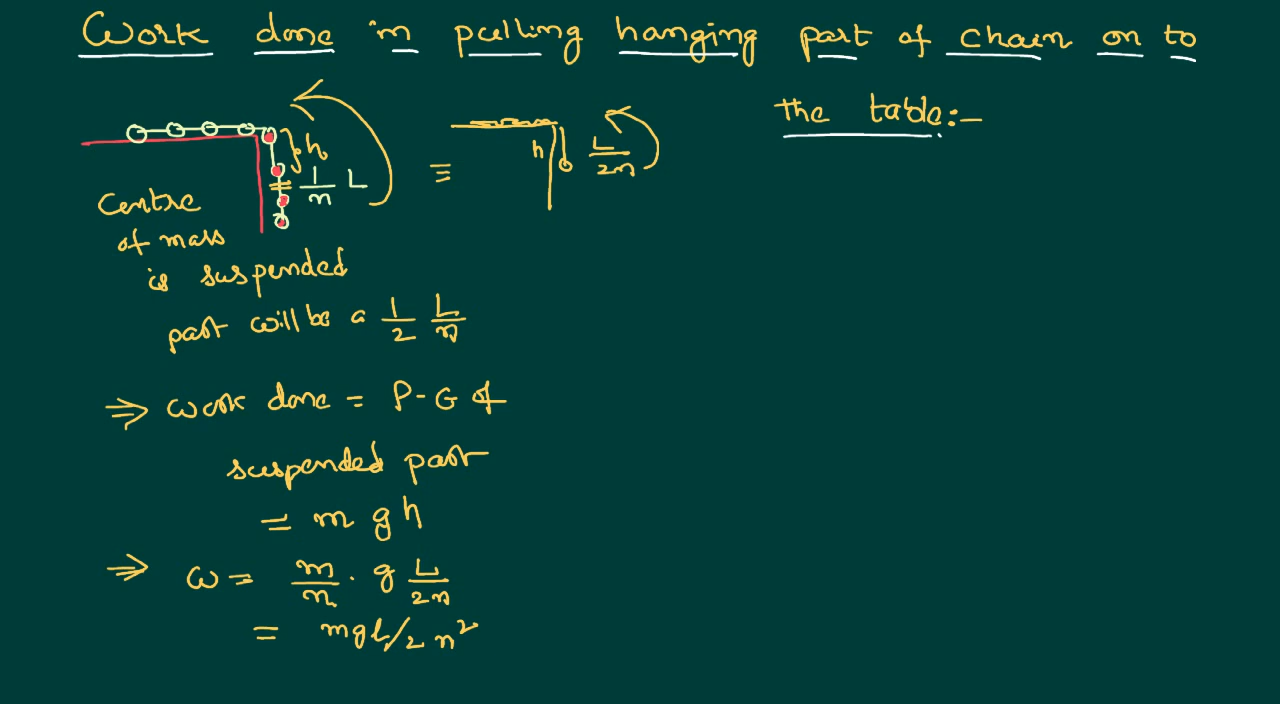 Work done in pulling hanging part of chain on to
the table:-
h
= 1/n L
≡
h L/2n
Centre
of mass
is suspended
part will be a 1/2 L/n
⇒ work done = P-G of
suspended part
= m g h
⇒ W = m/n . g L/2n
= mgl/2n²